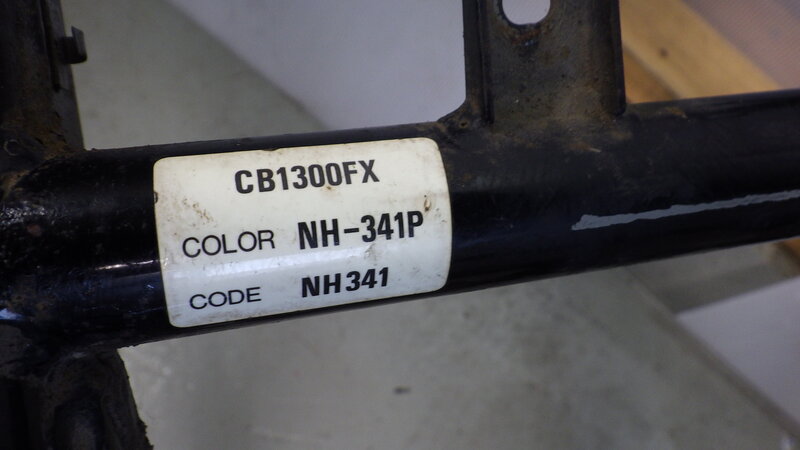 CB1300FX
COLOR NH-341P
CODE NH341